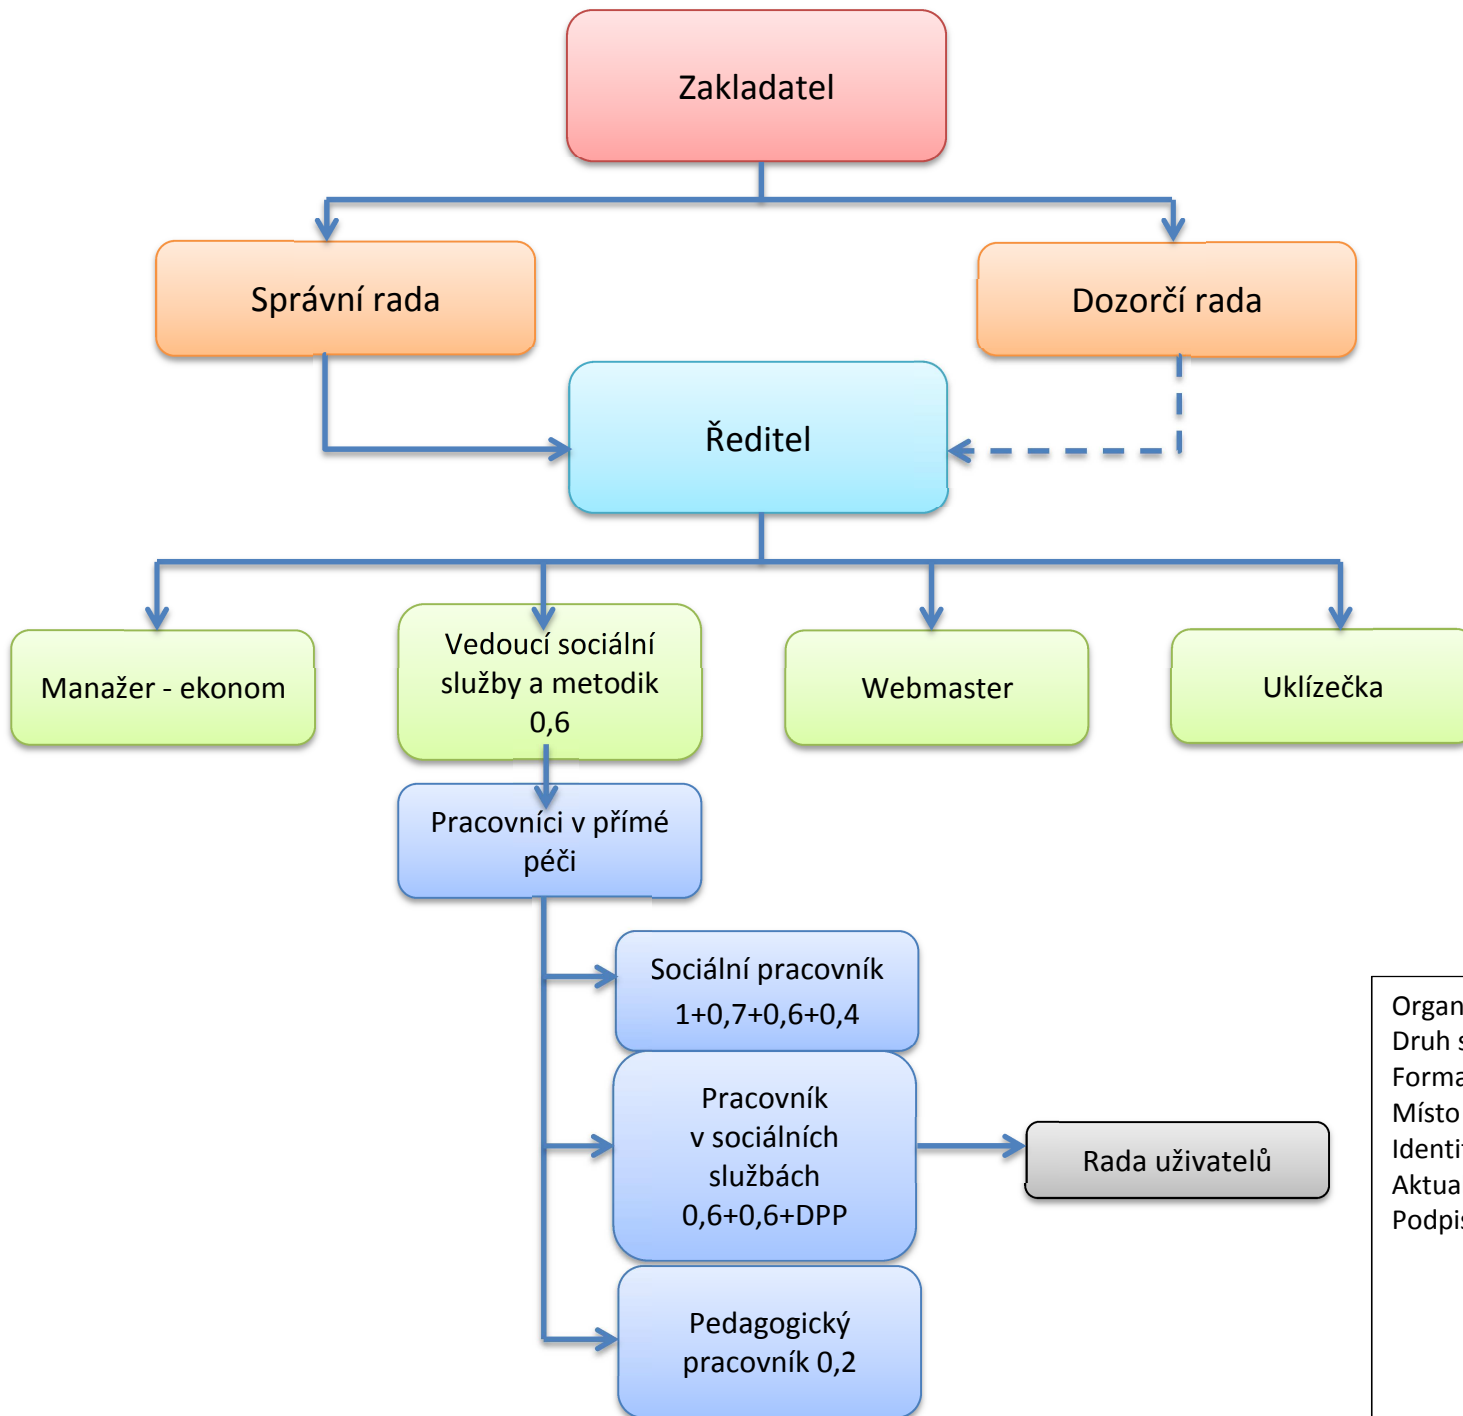 Zakladatel
Správní rada
Dozorčí rada
Ředitel
Manažer - ekonom
Vedoucí sociální
služby a metodik
0,6
Webmaster
Uklízečka
Pracovníci v přímé
péči
Sociální pracovník
1+0,7+0,6+0,4
Pracovník
v sociálních
službách
0,6+0,6+DPP
Rada uživatelů
Pedagogický
pracovník 0,2
Druh
Místo